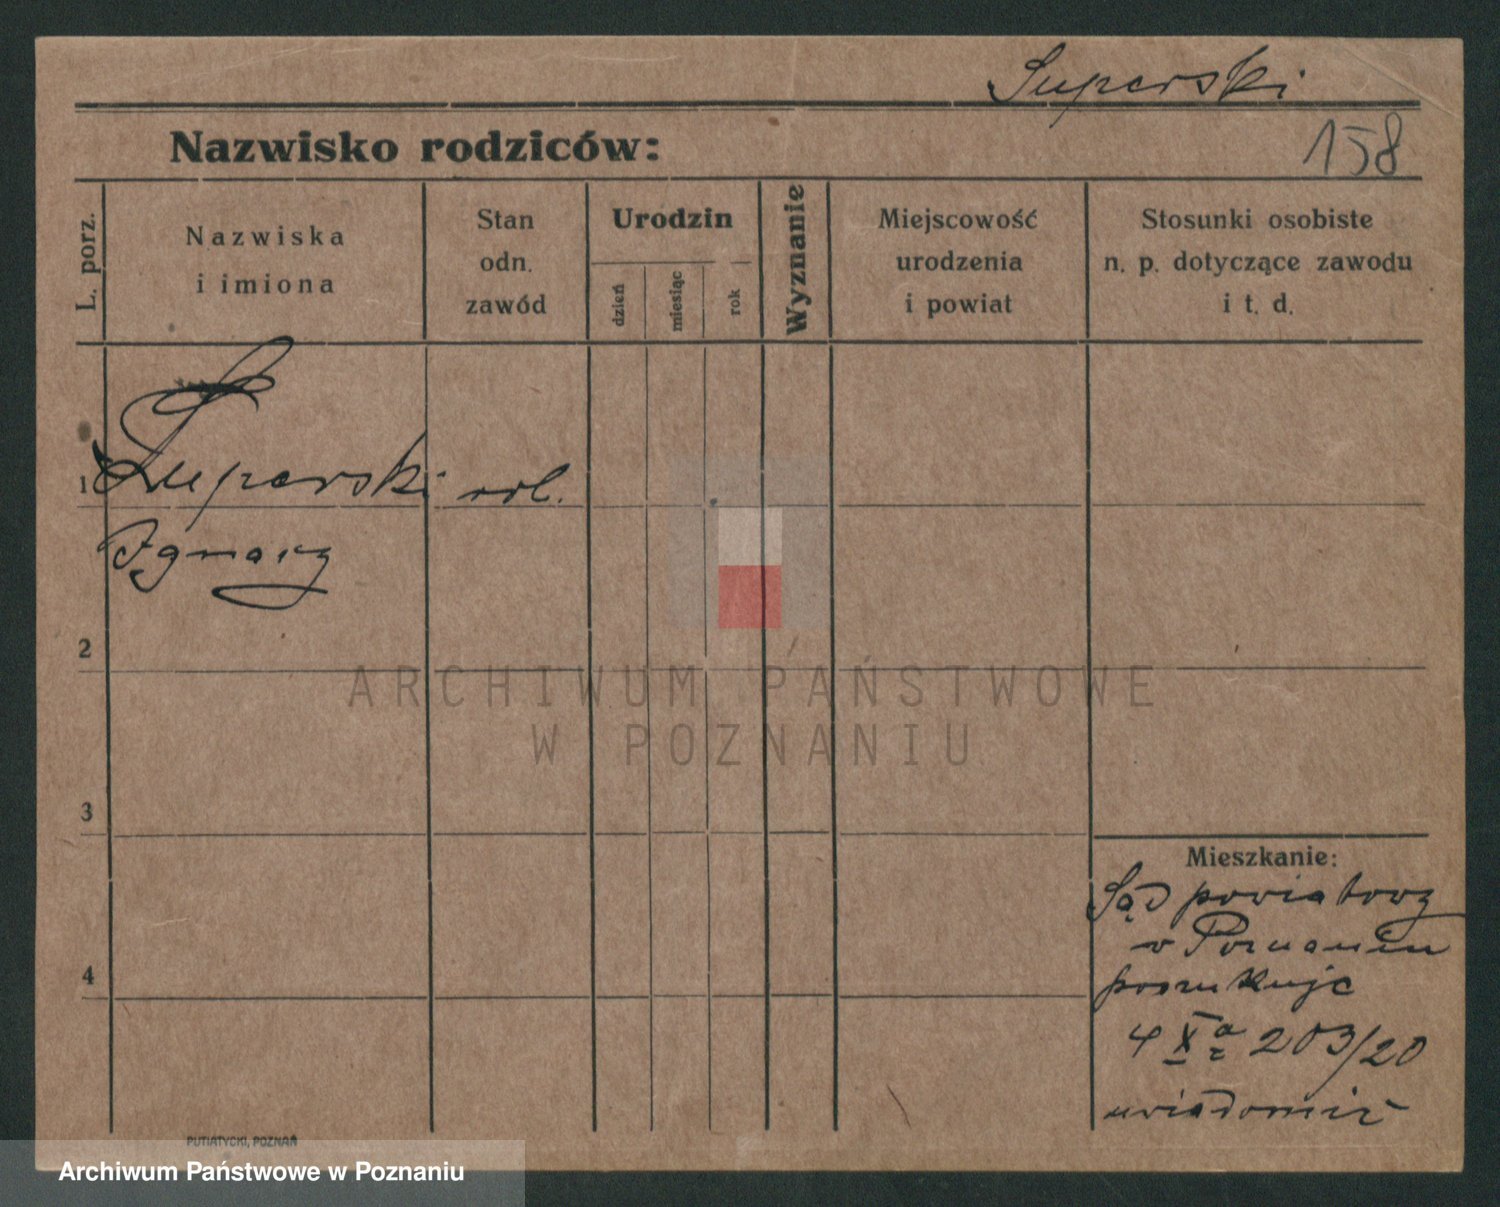 Superski
158
Nazwisko rodziców:
L. porz.
Nazwiska
i imiona
Stan
odn.
zawód
Urodzin
dzień
miesiąc
rok
Wyznanie
Miejscowość
urodzenia
i powiat
Stosunki osobiste
n. p. dotyczące zawodu
i t. d.
1
Superski rob.
Ignacy
2
3
4
ARCHIWUM PAŃSTWOWE
W POZNANIU
Mieszkanie:
Sąd powiatowy
w Poznaniu
poszukuje
203/20
uwiadomić
PUTIATYCKI, POZNAŃ
Archiwum Państwowe w Poznaniu